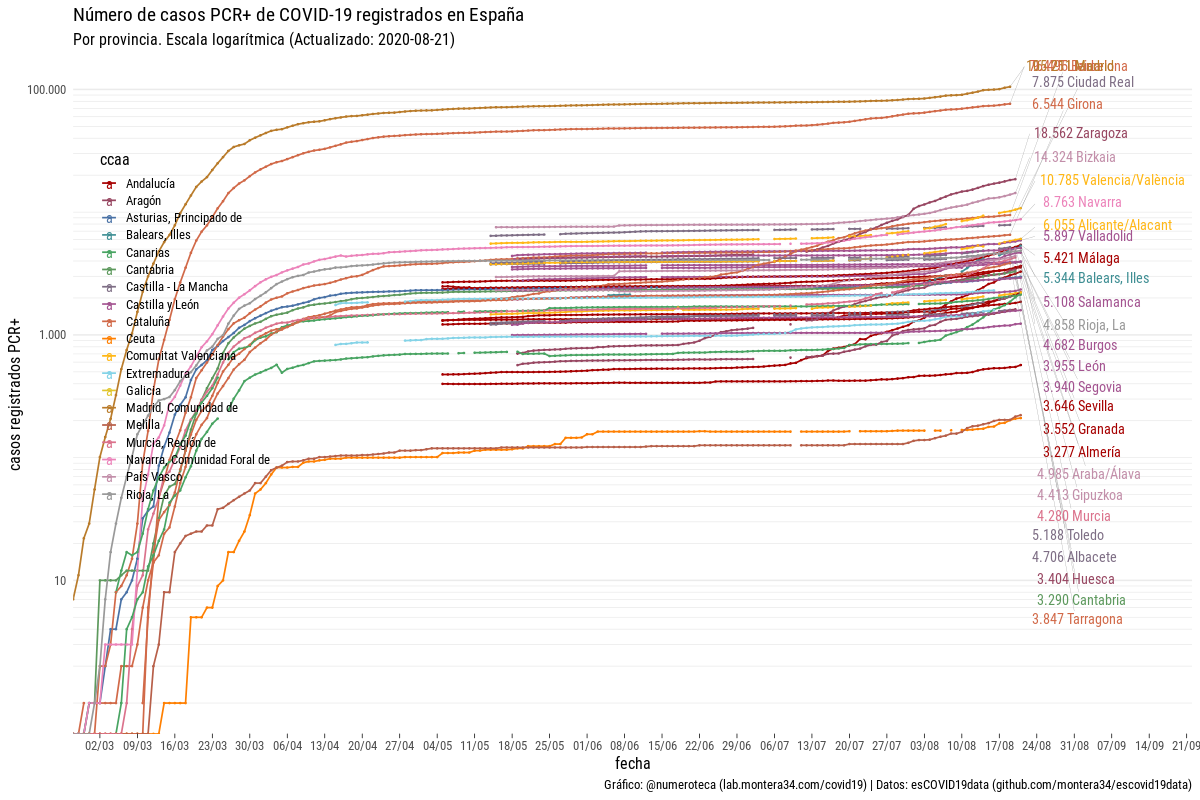 Número de casos PCR+ de COVID-19 registrados en España
Por provincia. Escala logarítmica (Actualizado: 2020-08-21)
casos registrados PCR+
100.000
1.000
10
ccaa
Andalucía
Aragón
Asturias, Principado de
Balears, Illes
Canarias
Cantabria
Castilla - La Mancha
Castilla y León
Cataluña
Ceuta
Comunitat Valenciana
Extremadura
Galicia
Madrid, Comunidad de
Melilla
Murcia, Región de
Navarra, Comunidad Foral de
País Vasco
Rioja, La
7.875 Ciudad Real
6.544 Girona
18.562 Zaragoza
14.324 Bizkaia
10.785 Valencia/València
8.763 Navarra
6.055 Alicante/Alacant
5.897 Valladolid
5.421 Málaga
5.344 Balears, Illes
5.108 Salamanca
4.858 Rioja, La
4.682 Burgos
3.955 León
3.940 Segovia
3.646 Sevilla
3.552 Granada
3.277 Almería
4.985 Araba/Álava
4.413 Gipuzkoa
4.280 Murcia
5.188 Toledo
4.706 Albacete
3.404 Huesca
3.290 Cantabria
3.847 Tarragona
02/03 09/03 16/03 23/03 30/03 06/04 13/04 20/04 27/04 04/05 11/05 18/05 25/05 01/06 08/06 15/06 22/06 29/06 06/07 13/07 20/07 27/07 03/08 10/08 17/08 24/08 31/08 07/09 14/09 21/09
fecha
Gráfico: @numeroteca (lab.montera34.com/covid19) | Datos: esCOVID19data (github.com/montera34/escovid19data)